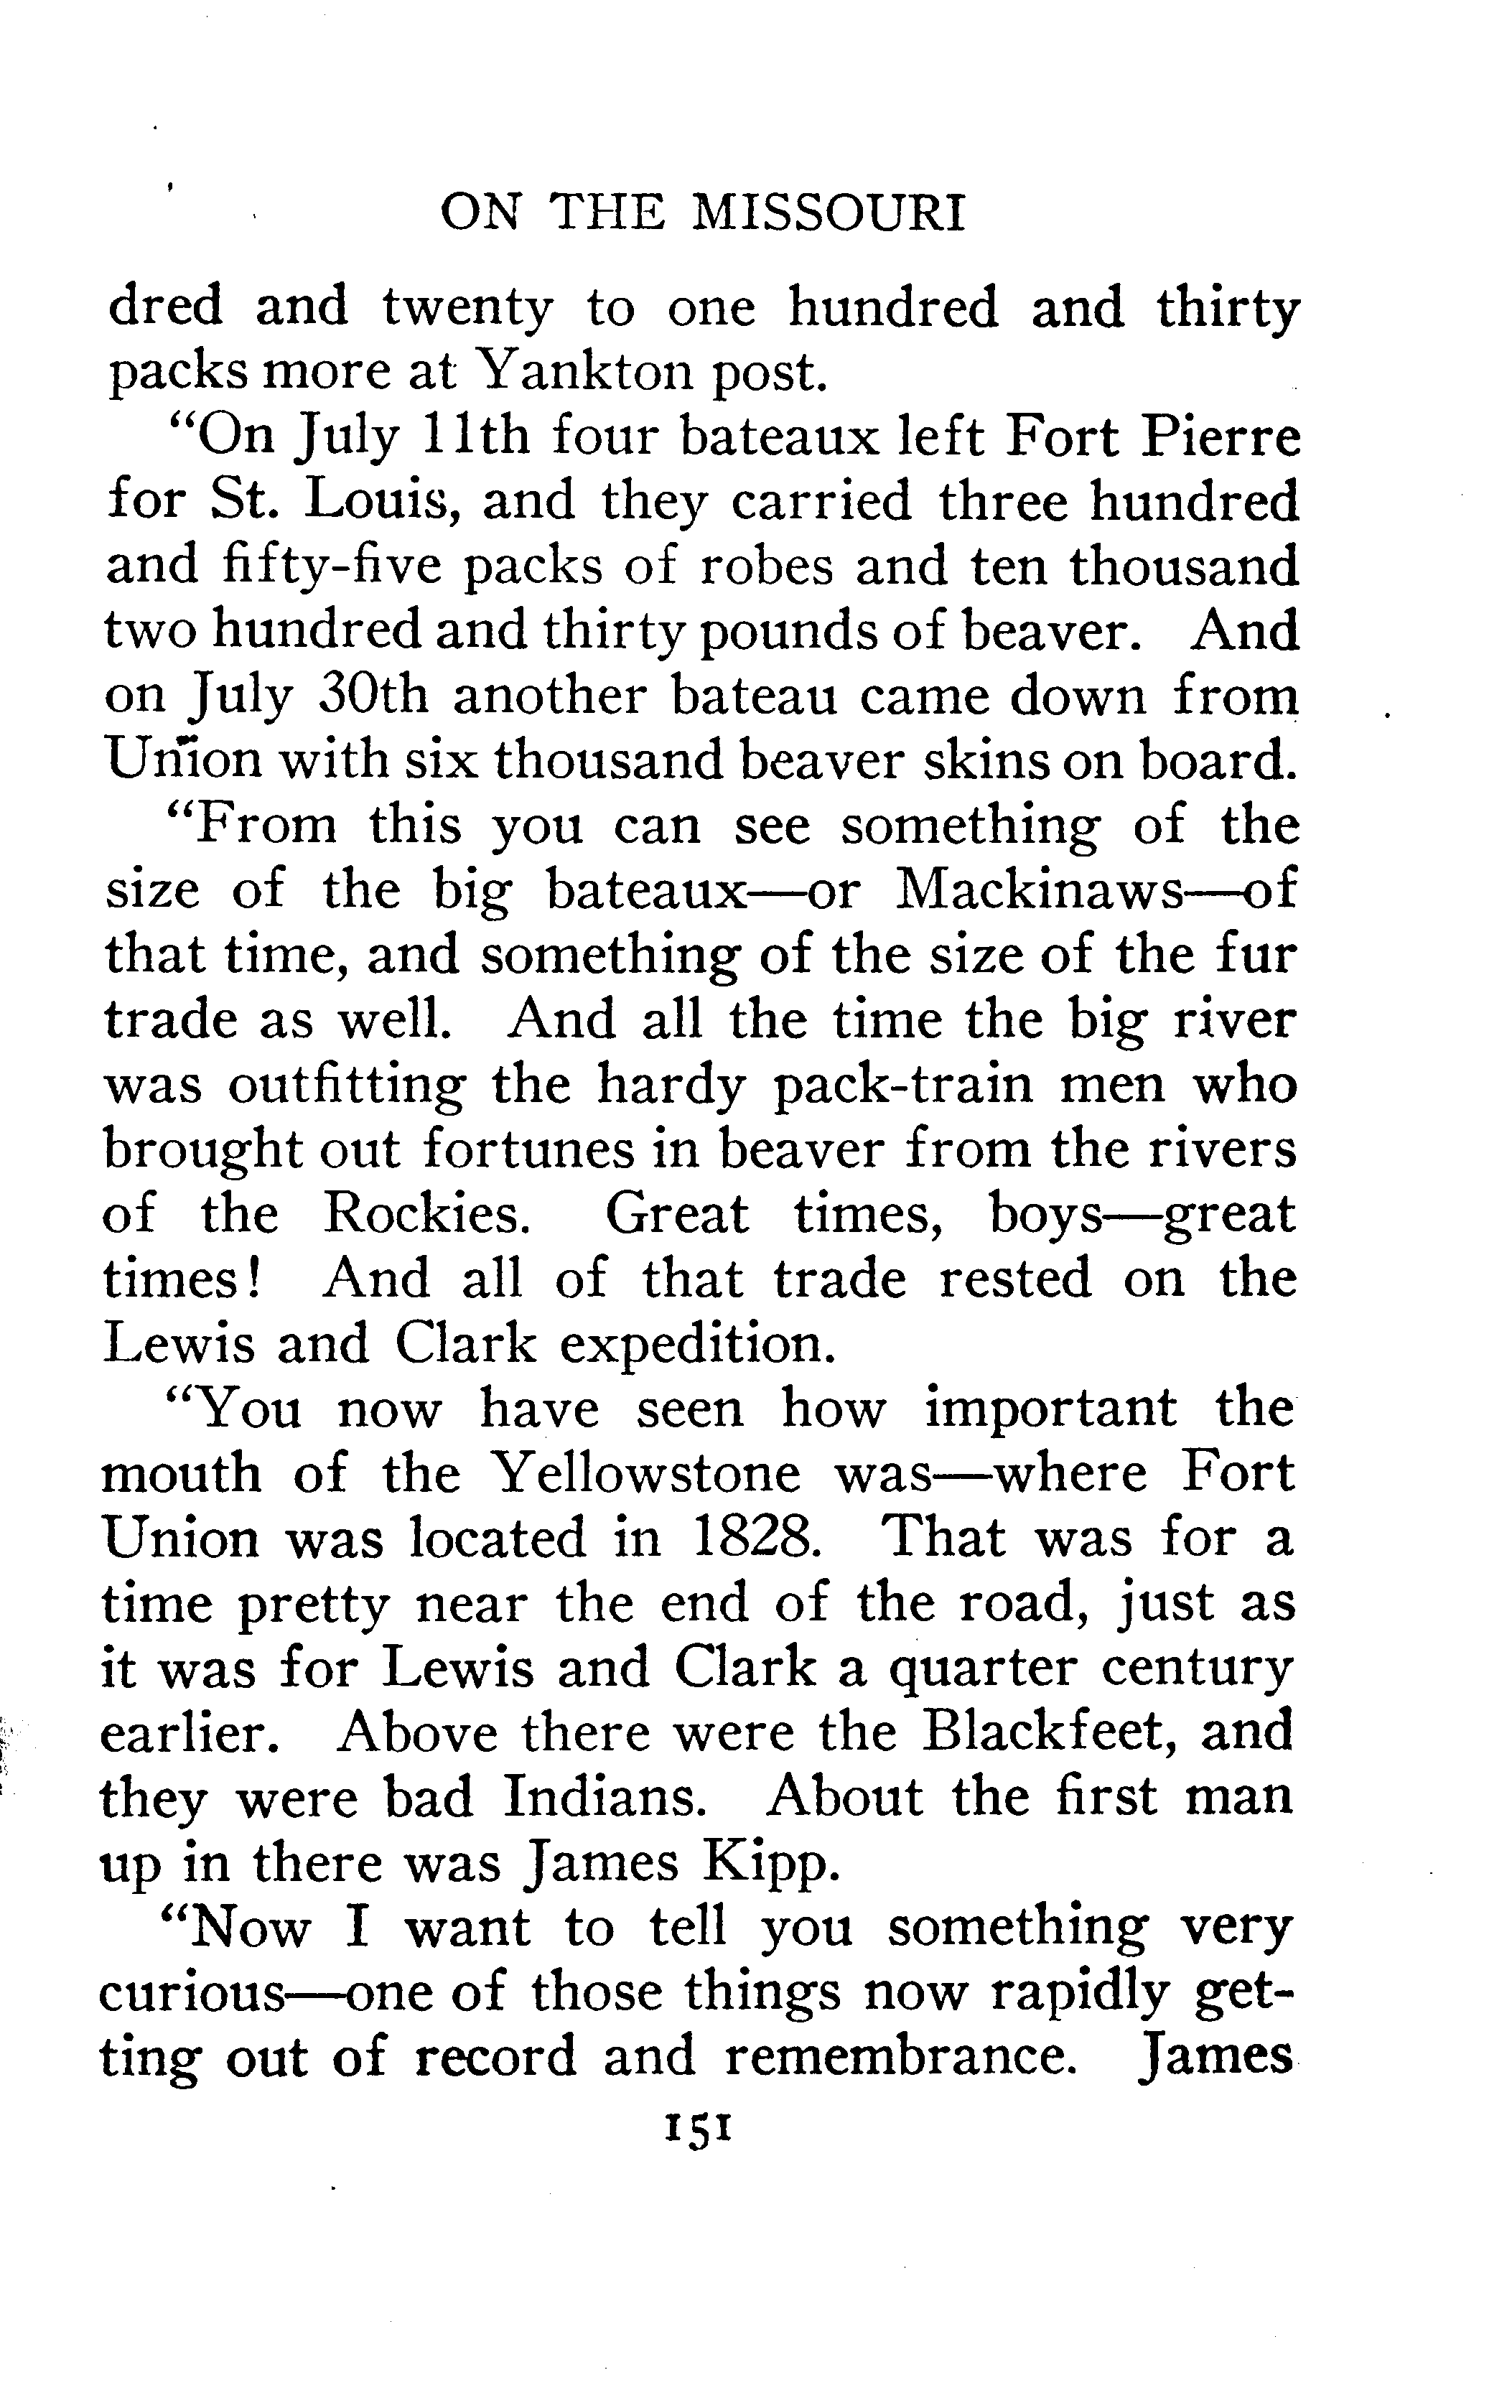 ON THE MISSOURI
dred and twenty to one hundred and thirty
packs more at Yankton post.
“On July 11th four bateaux left Fort Pierre
for St. Louis, and they carried three hundred
and fifty-five packs of robes and ten thousand
two hundred and thirty pounds of beaver. And
on July 30th another bateau came down from
Union with six thousand beaver skins on board.
“From this you can see something of the
size of the big bateaux—or Mackinaws—of
that time, and something of the size of the fur
trade as well. And all the time the big river
was outfitting the hardy pack-train men who
brought out fortunes in beaver from the rivers
of the Rockies. Great times, boys—great
times! And all of that trade rested on the
Lewis and Clark expedition.
“You now have seen how important the
mouth of the Yellowstone was—where Fort
Union was located in 1828. That was for a
time pretty near the end of the road, just as
it was for Lewis and Clark a quarter century
earlier. Above there were the Blackfeet, and
they were bad Indians. About the first man
up in there was James Kipp.
“Now I want to tell you something very
curious—one of those things now rapidly get-
ting out of record and remembrance. James
151